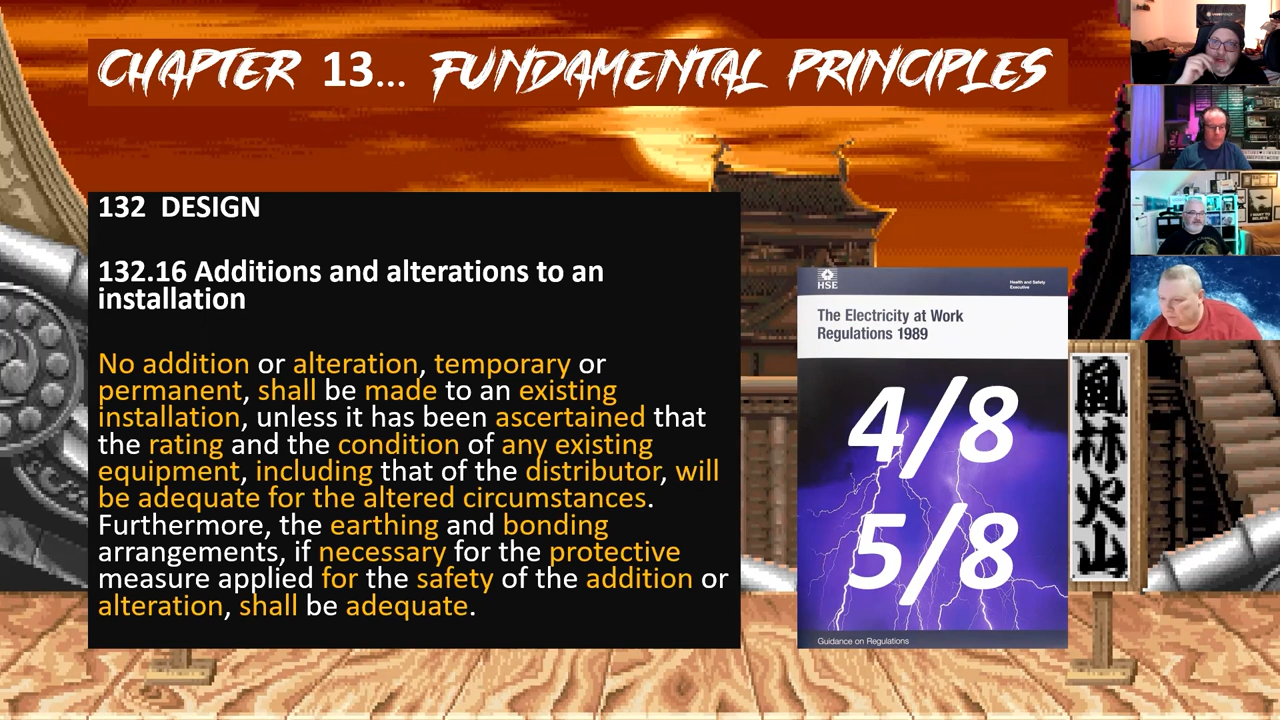 CHAPTER 13... FUNDAMENTAL PRINCIPLES
132 DESIGN
132.16 Additions and alterations to an
installation
No addition or alteration, temporary or
permanent, shall be made to an existing
installation, unless it has been ascertained that
the rating and the condition of any existing
equipment, including that of the distributor, will
be adequate for the altered circumstances.
Furthermore, the earthing and bonding
arrangements, if necessary for the protective
measure applied for the safety of the addition or
alteration, shall be adequate.
HSE
Health and Safety
Executive
The Electricity at Work
Regulations 1989
4/8
5/8
Guidance on Regulations
風
林
火
山
I WANT TO
BELIEVE